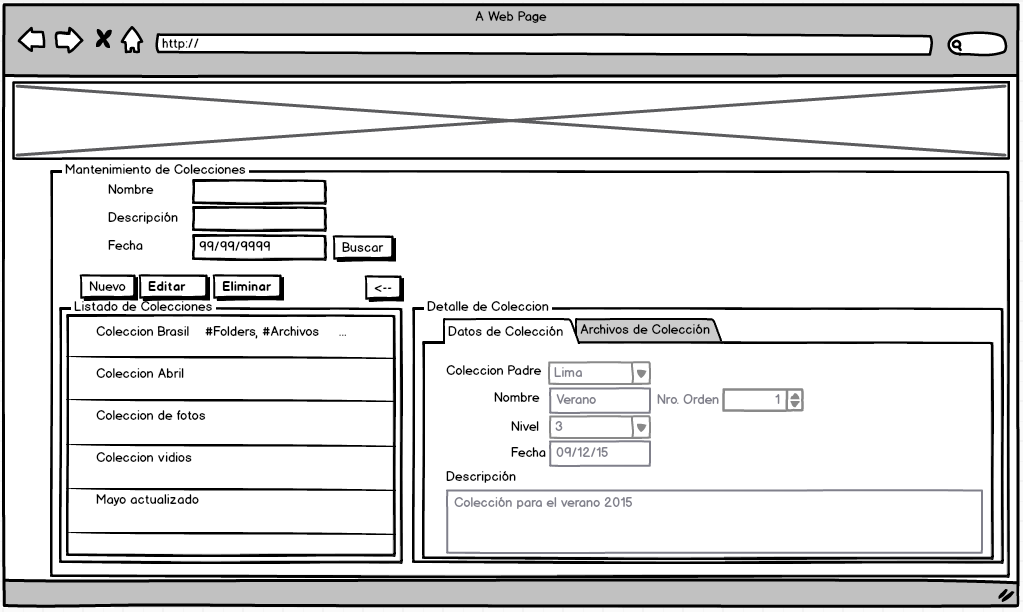 A Web Page
http://
Mantenimiento de Colecciones
Nombre
Descripción
Fecha 99/99/9999 Buscar
Nuevo Editar Eliminar <--
Listado de Colecciones
Coleccion Brasil #Folders, #Archivos ...
Coleccion Abril
Coleccion de fotos
Coleccion vidios
Mayo actualizado
Detalle de Coleccion
Datos de Colección Archivos de Colección
Coleccion Padre Lima
Nombre Verano Nro. Orden 1
Nivel 3
Fecha 09/12/15
Descripción
Colección para el verano 2015